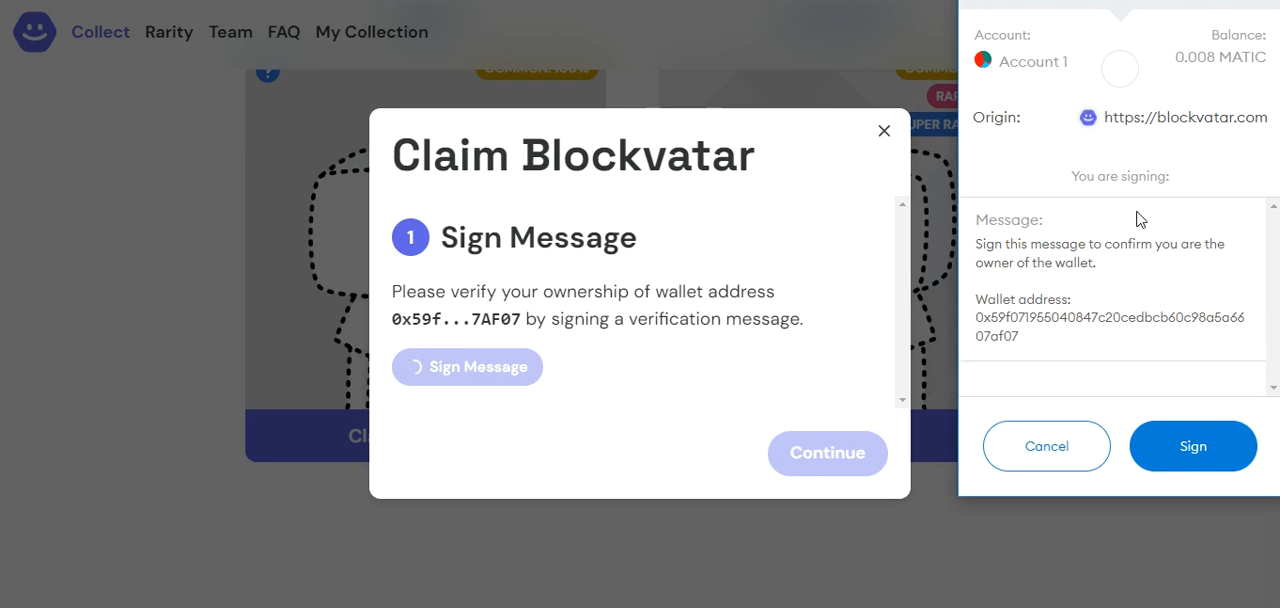 Collect Rarity Team FAQ My Collection
?
COMMON: 100%
Claim Blockvatar
1 Sign Message
Please verify your ownership of wallet address
0x59f...7AF07 by signing a verification message.
Sign Message
Continue
Account:
Account 1
Balance:
0.008 MATIC
Origin:
https://blockvatar.com
You are signing:
Message:
Sign this message to confirm you are the
owner of the wallet.
Wallet address:
0x59f071955040847c20cedbcb60c98a5a66
07af07
Cancel
Sign